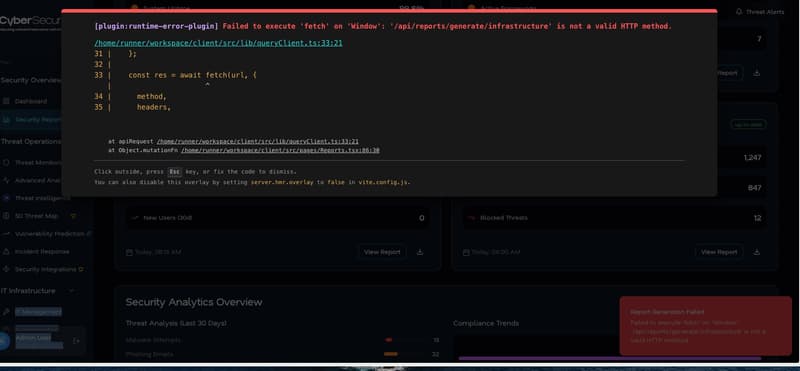 [plugin:runtime-error-plugin] Failed to execute 'fetch' on 'Window': '/api/reports/generate/infrastructure' is not a valid HTTP method.
/home/runner/workspace/client/src/lib/queryClient.ts:33:21
31 | };
32 |
33 | const res = await fetch(url, {
| ^
34 | method,
35 | headers,
at apiRequest /home/runner/workspace/client/src/lib/queryClient.ts:33:21
at Object.mutationFn /home/runner/workspace/client/src/pages/Reports.tsx:86:30
Click outside, press Esc key, or fix the code to dismiss.
You can also disable this overlay by setting server.hmr.overlay to false in vite.config.js.
CyberSecur
Threat Alerts
Security Overview
Dashboard
Security Report
Threat Operations
Threat Monitor
Advanced Anal
Threat Intelligence
3D Threat Map
Vulnerability Prediction
Incident Response
Security Integrations
IT Infrastructure
IT Management
Admin User
7
Report
1,247
847
New Users (30d) 0
Blocked Threats 12
Today, 08:15 AM View Report
Today, 09:00 AM View Report
Security Analytics Overview
Threat Analysis (Last 30 Days)
Malware Attempts 15
Phishing Emails 32
Compliance Trends
Report Generation Failed
Failed to execute 'fetch' on 'Window':
'/api/reports/generate/infrastructure' is not a
valid HTTP method.